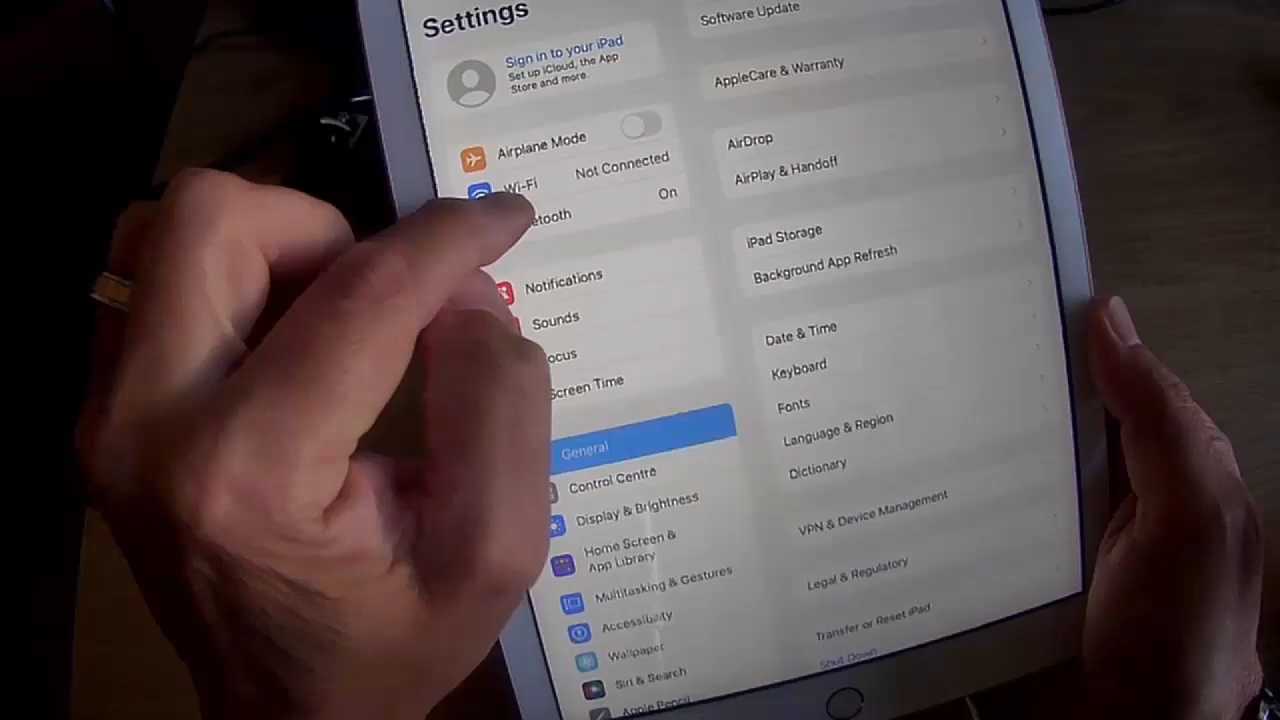 Settings
Sign in to your iPad
Set up iCloud, the App
Store and more.
Airplane Mode
Wi-Fi Not Connected
etooth On
Notifications
Sounds
ocus
Screen Time
General
Control Centre
Display & Brightness
Home Screen &
App Library
Multitasking & Gestures
Accessibility
Wallpaper
Siri & Search
Apple Pencil
Software Update
AppleCare & Warranty
AirDrop
AirPlay & Handoff
iPad Storage
Background App Refresh
Date & Time
Keyboard
Fonts
Language & Region
Dictionary
VPN & Device Management
Legal & Regulatory
Transfer or Reset iPad
Shut Down